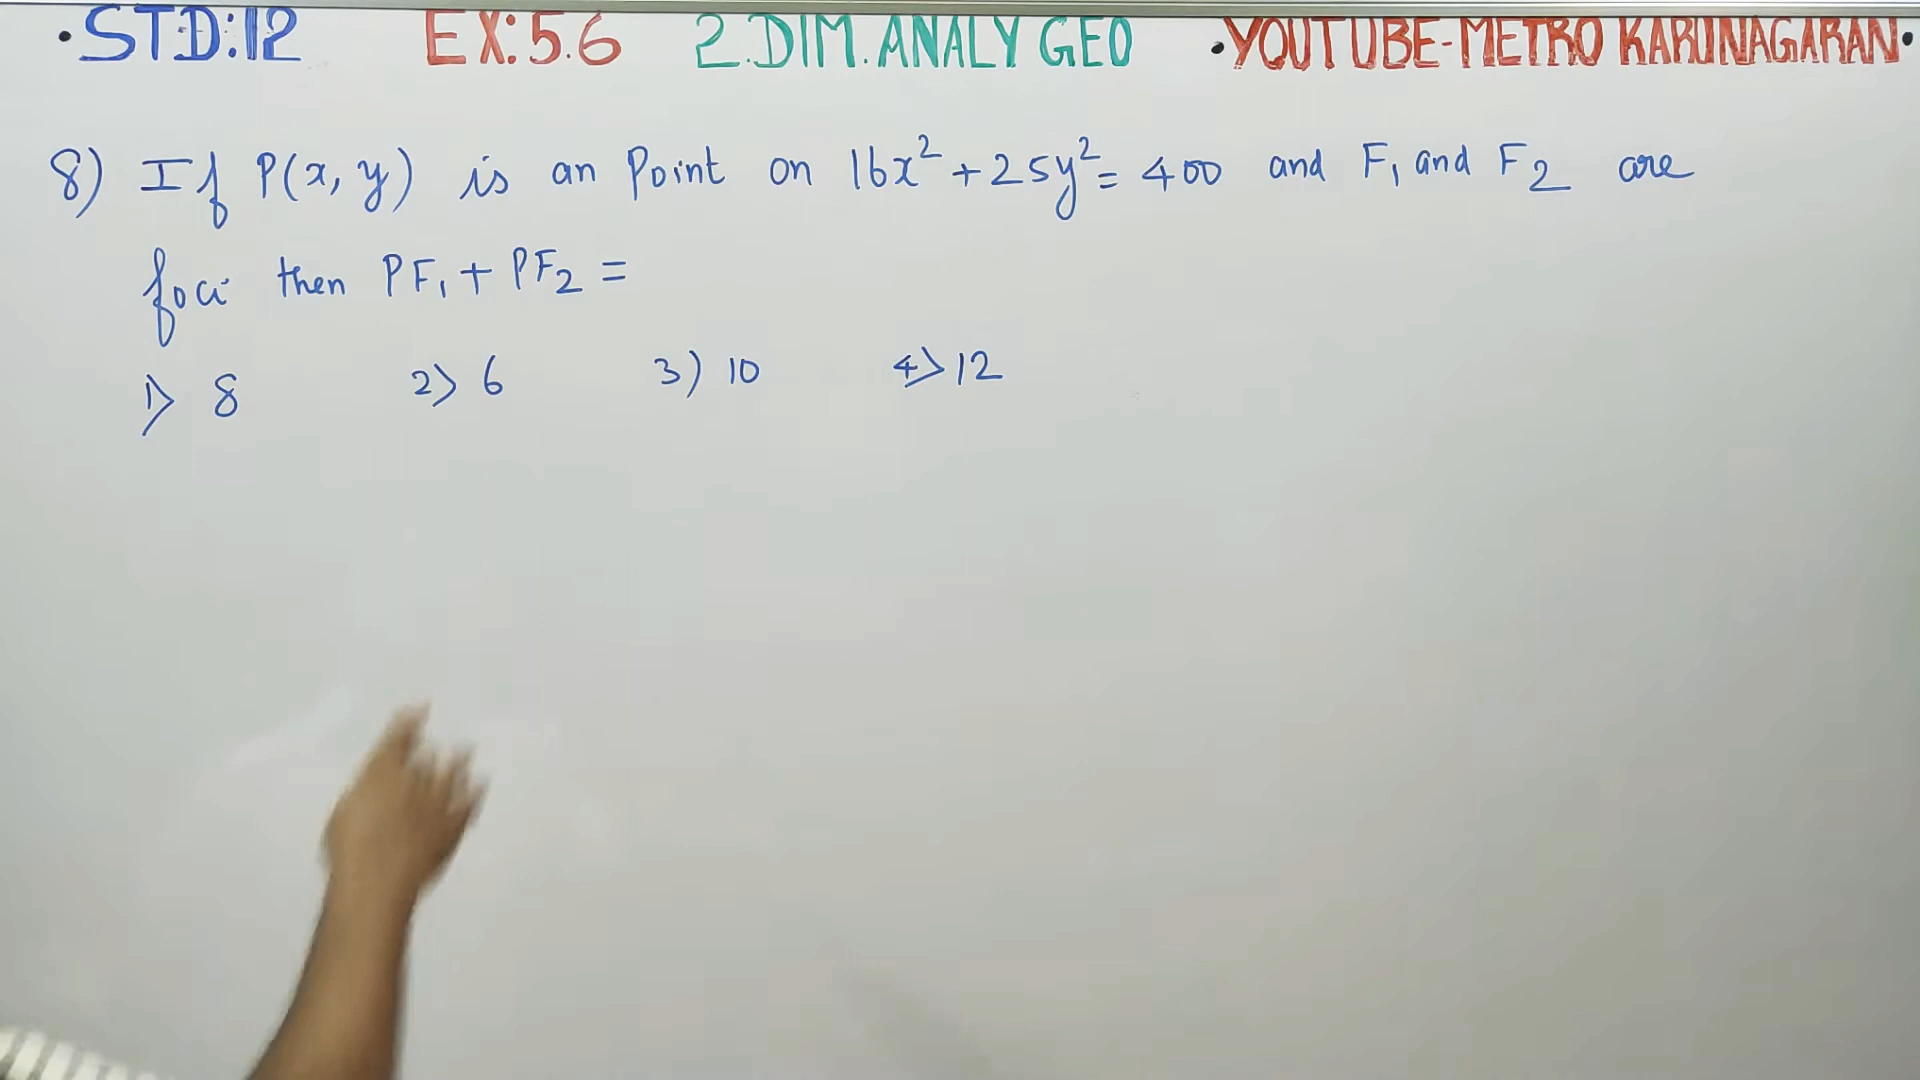 ·STD:12 EX:5.6 2.DIM.ANALY GEO ·YOUTUBE-METRO KARUNAGARAN·
8) If P(x, y) is an Point on 16x² + 25y² = 400 and F₁ and F₂ are
foci then PF₁ + PF₂ =
1) 8 2) 6 3) 10 4) 12